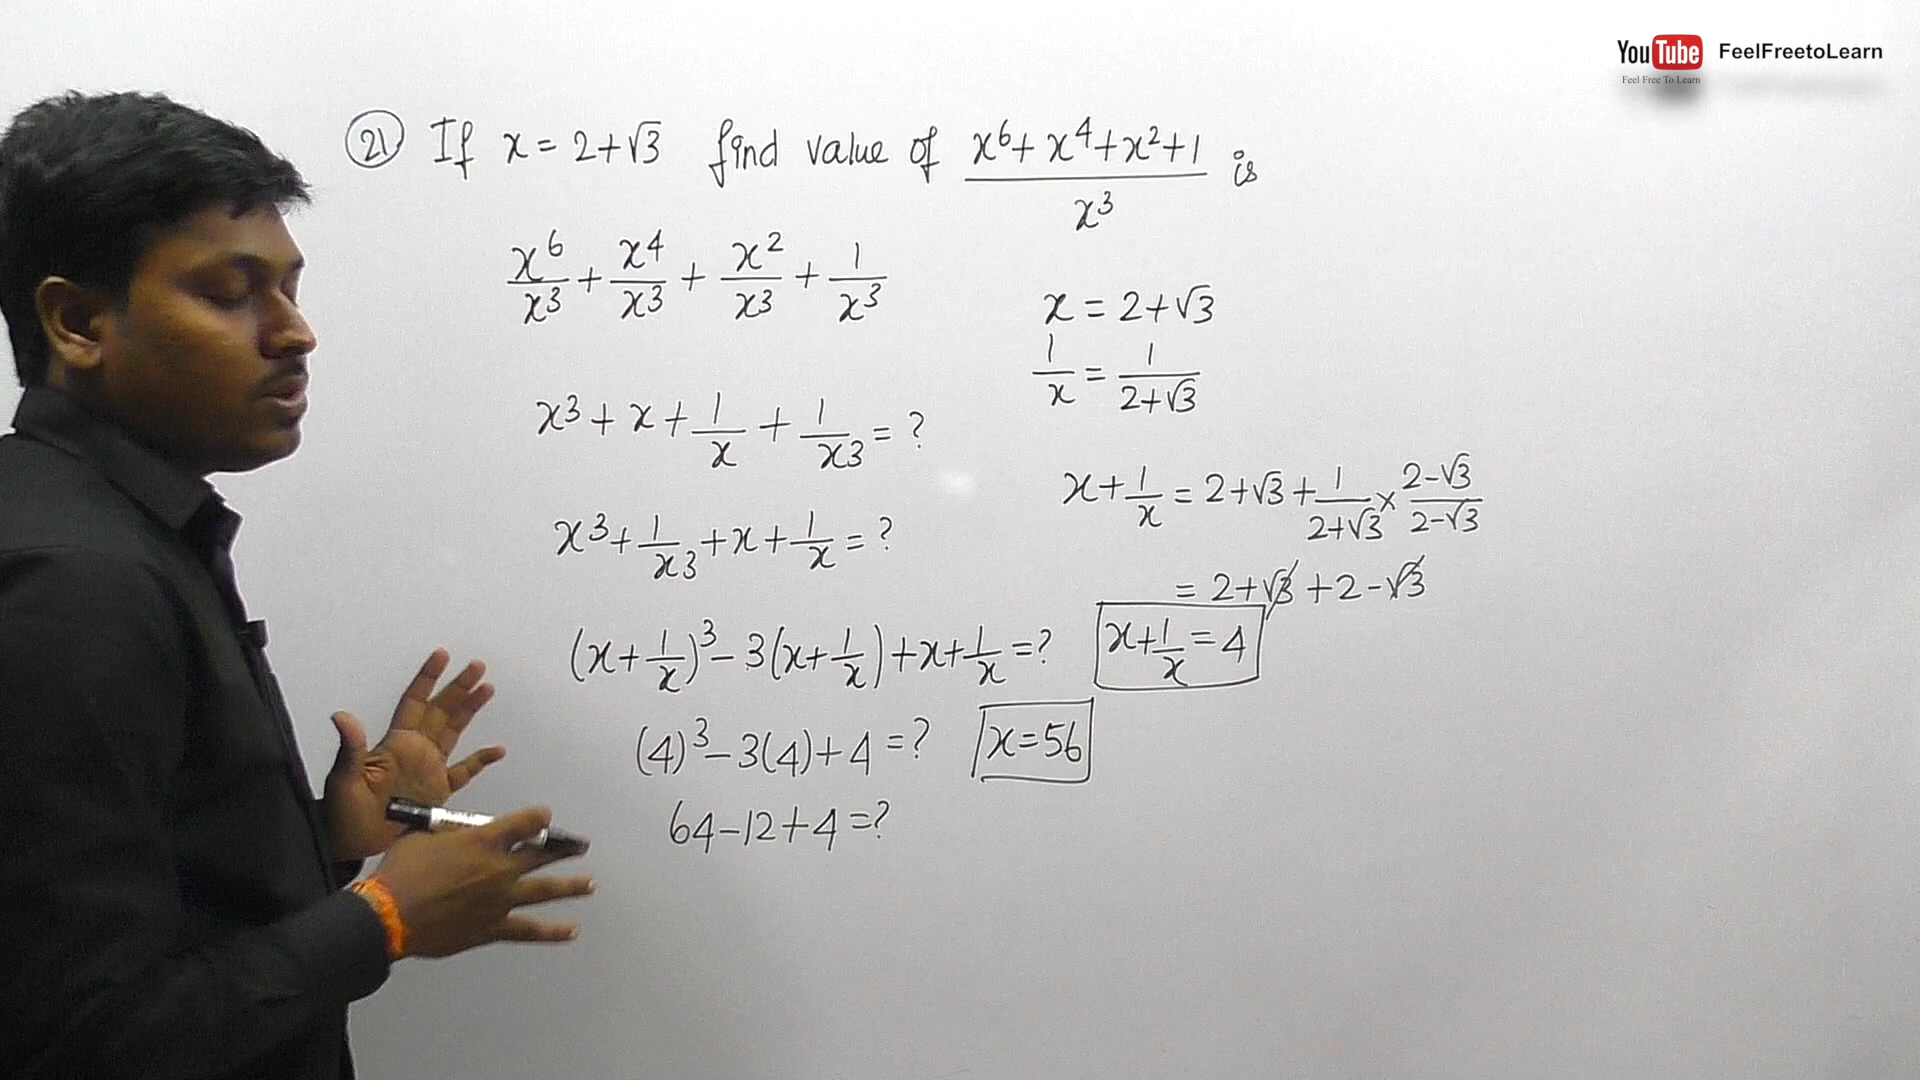 YouTube FeelFreetoLearn
Feel Free To Learn
(21) If x = 2+√3 find value of (x⁶+x⁴+x²+1)/x³ is
x⁶/x³ + x⁴/x³ + x²/x³ + 1/x³
x = 2+√3
1/x = 1/(2+√3)
x³ + x + 1/x + 1/x³ = ?
x + 1/x = 2+√3 + 1/(2+√3) × (2-√3)/(2-√3)
x³ + 1/x³ + x + 1/x = ?
= 2+√3 + 2-√3
(x + 1/x)³ - 3(x + 1/x) + x + 1/x = ?
x + 1/x = 4
(4)³ - 3(4) + 4 = ?
x = 56
64 - 12 + 4 = ?